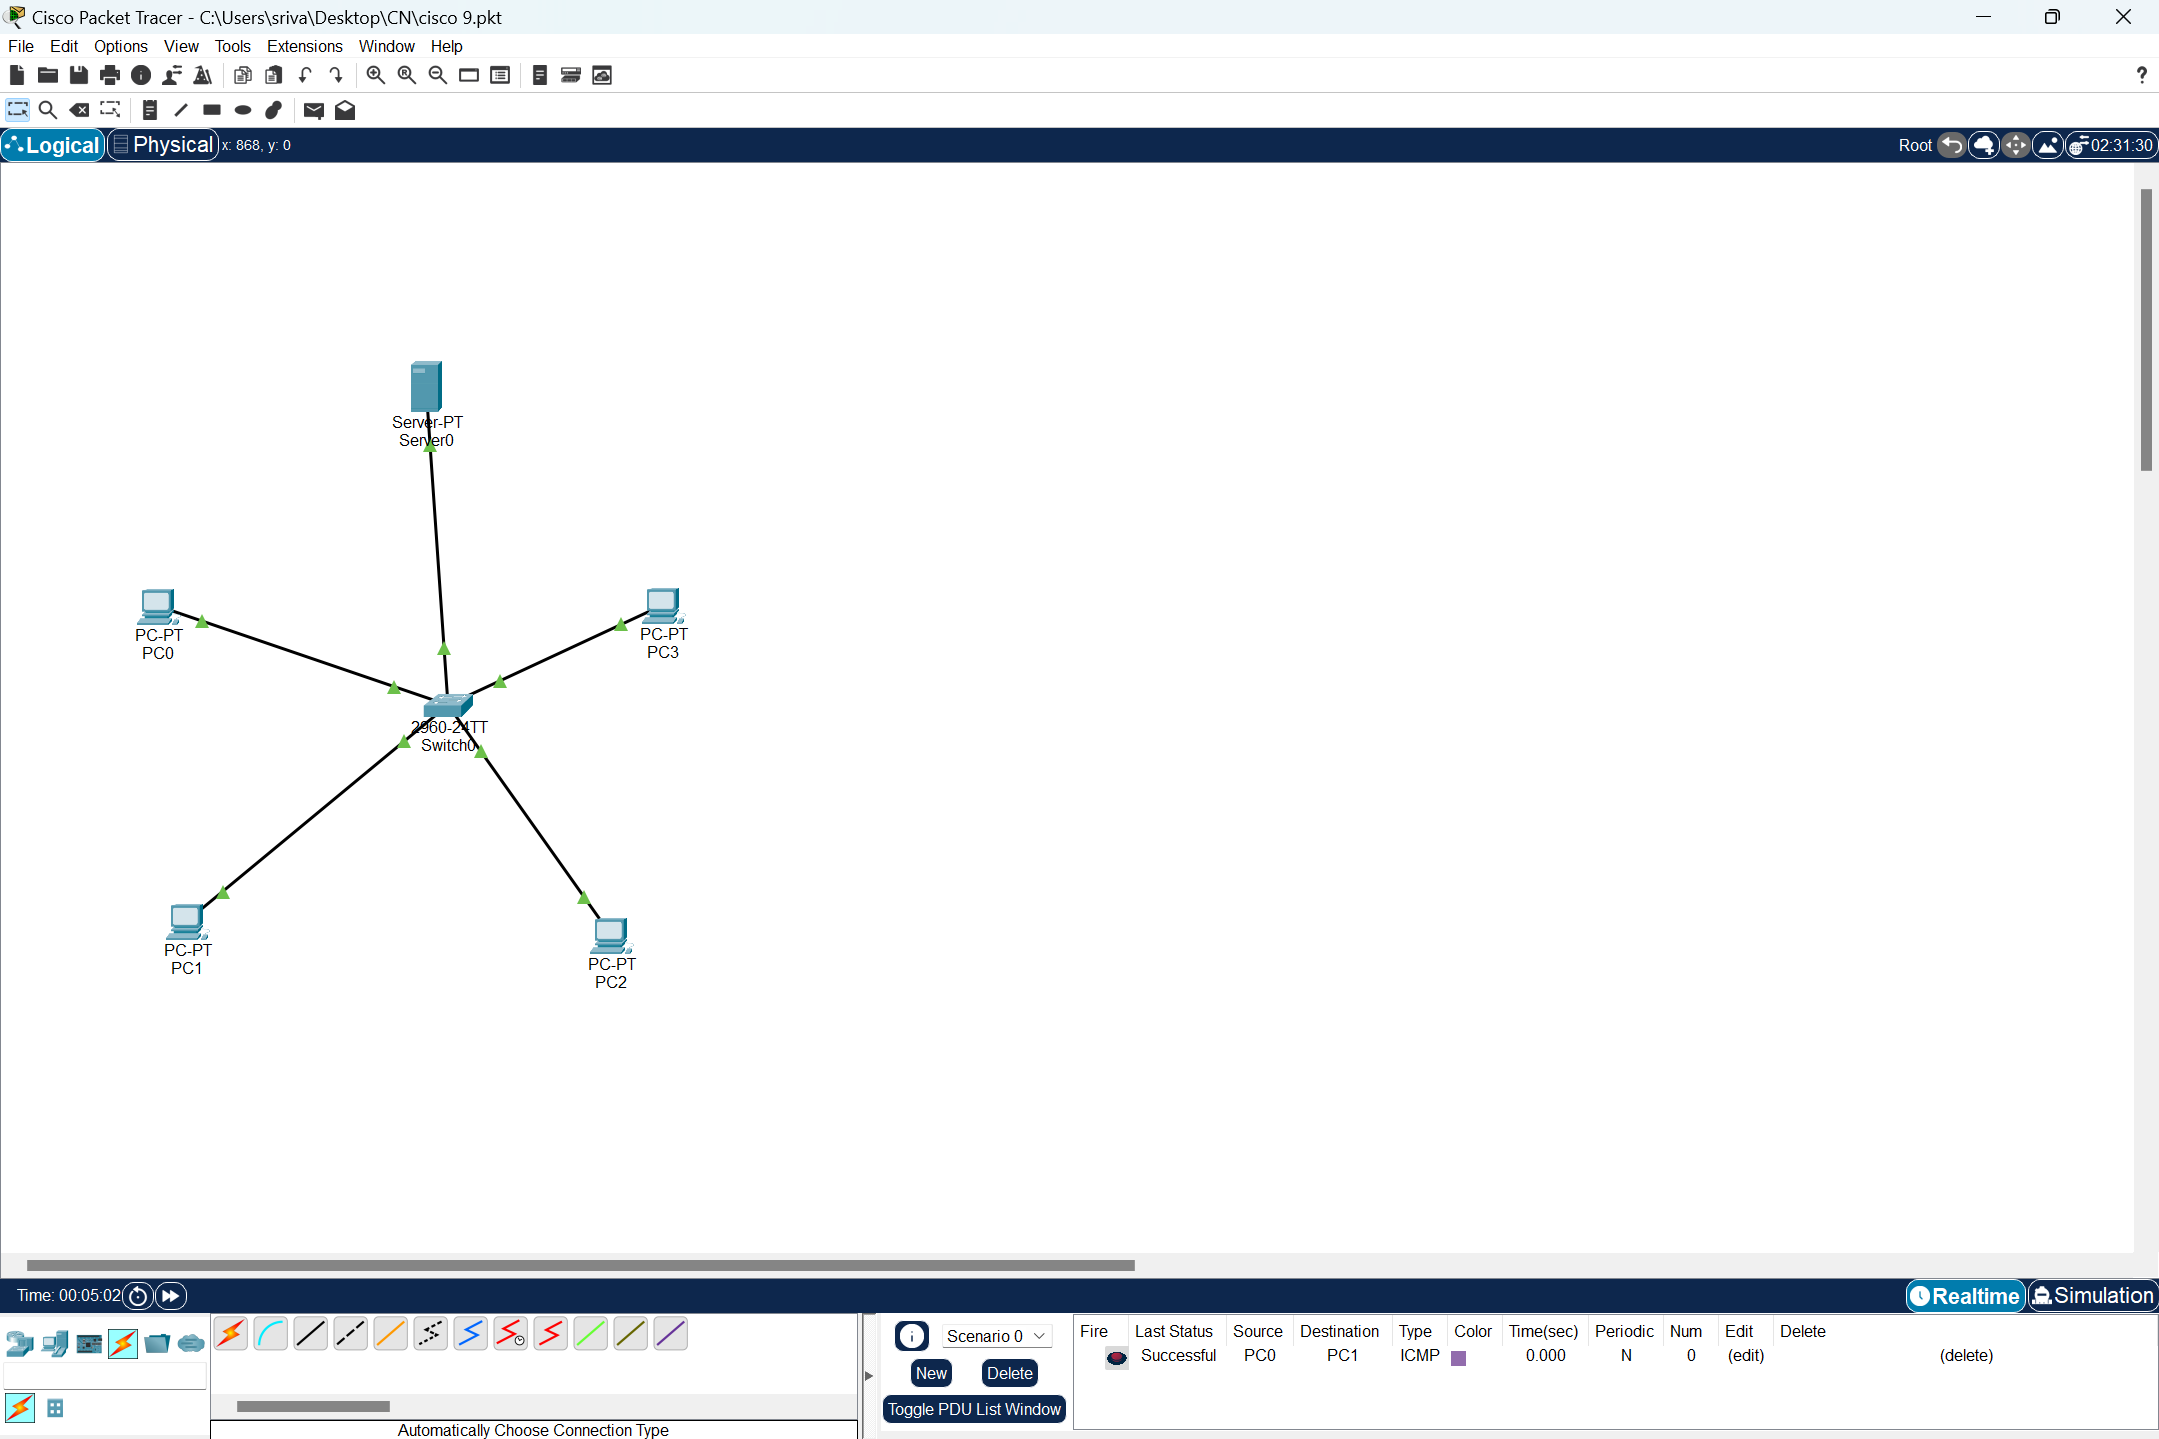 Cisco Packet Tracer - C:\Users\sriva\Desktop\CN\cisco 9.pkt
File Edit Options View Tools Extensions Window Help
?
Logical Physical x: 868, y: 0 Root 02:31:30
Server-PT
Server0
PC-PT
PC0
PC-PT
PC3
2960-24TT
Switch0
PC-PT
PC1
PC-PT
PC2
Time: 00:05:02 Realtime Simulation
Scenario 0
New Delete
Toggle PDU List Window
Fire Last Status Source Destination Type Color Time(sec) Periodic Num Edit Delete
Successful PC0 PC1 ICMP 0.000 N 0 (edit) (delete)
Automatically Choose Connection Type